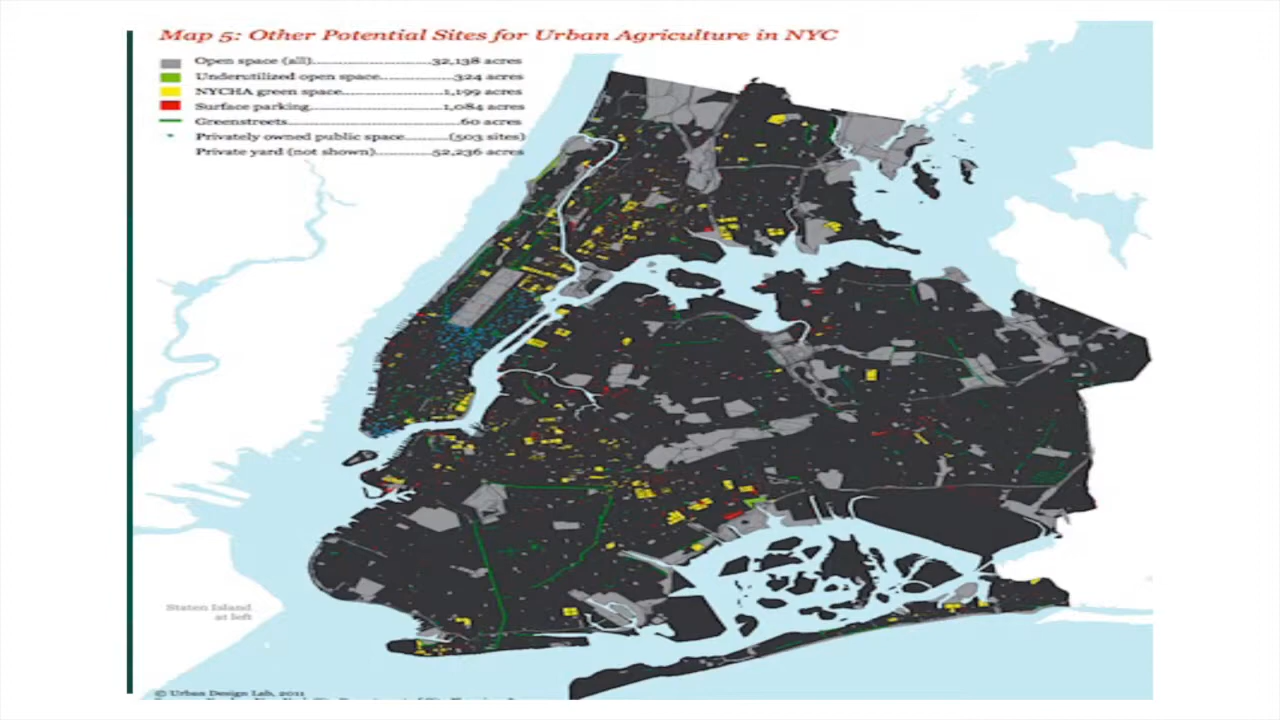 Map 5: Other Potential Sites for Urban Agriculture in NYC
Open space (all)....................32,138 acres
Underutilized open space....................324 acres
NYCHA green space....................1,199 acres
Surface parking....................1,084 acres
Greenstreets....................60 acres
Privately owned public space..........(503 sites)
Private yard (not shown)....................52,236 acres
Staten Island
at left
© Urban Design Lab, 2011